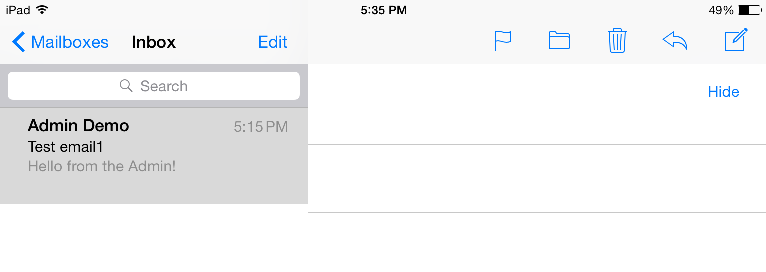 iPad 5:35 PM 49%
Mailboxes Inbox Edit
Search
Hide
Admin Demo 5:15 PM
Test email1
Hello from the Admin!